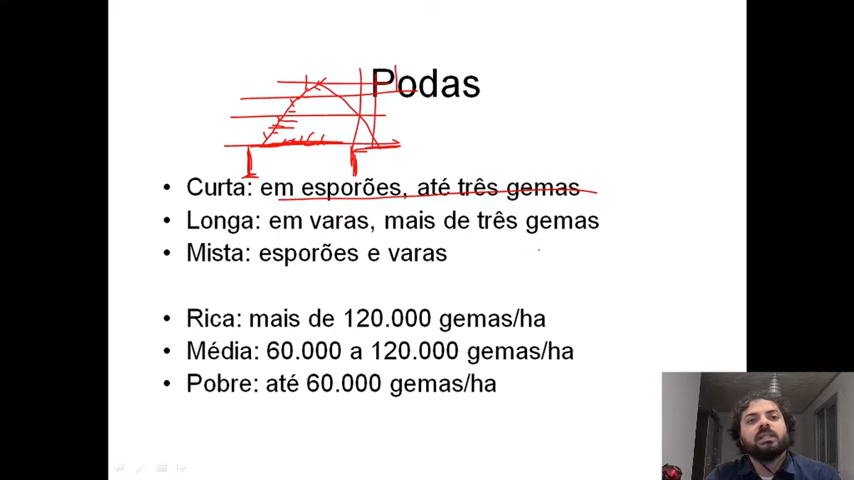 Podas
• Curta: em esporões, até três gemas
• Longa: em varas, mais de três gemas
• Mista: esporões e varas
• Rica: mais de 120.000 gemas/ha
• Média: 60.000 a 120.000 gemas/ha
• Pobre: até 60.000 gemas/ha